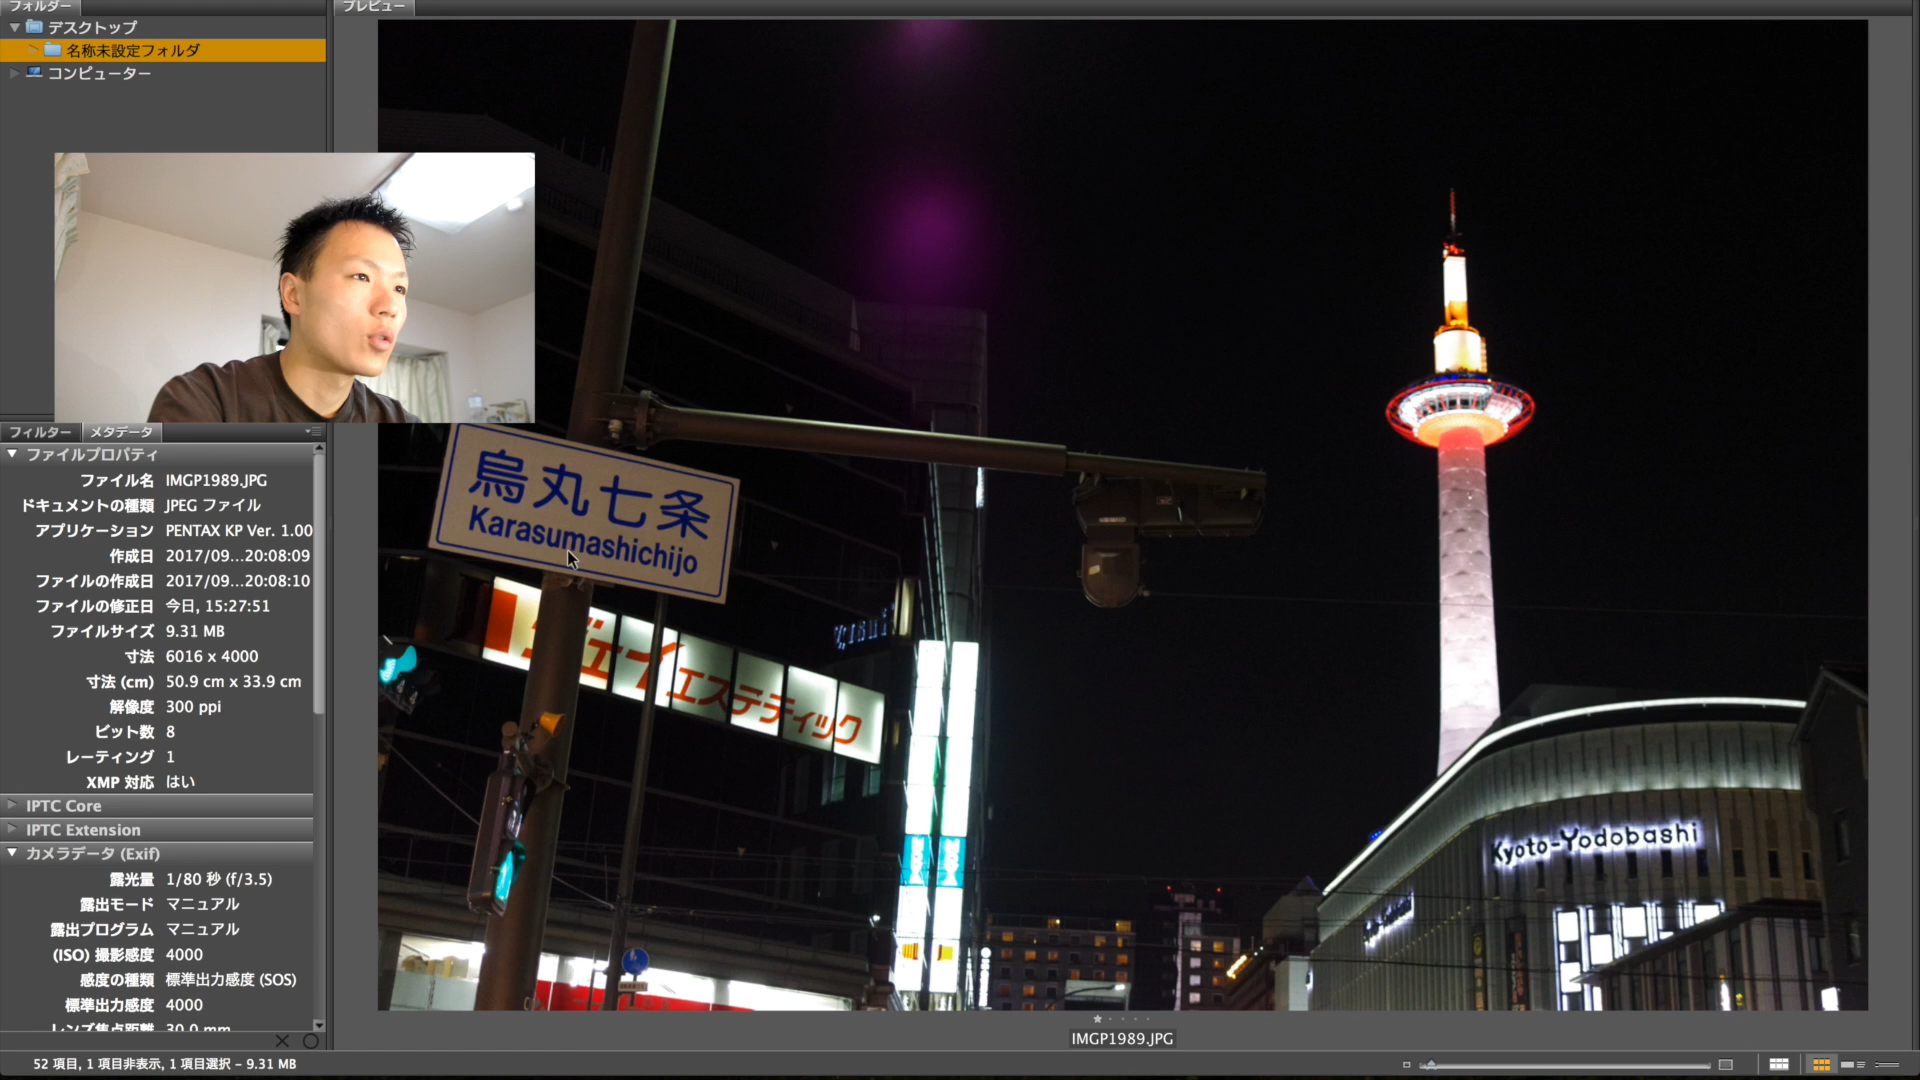 フォルダー
プレビュー
デスクトップ
名称未設定フォルダ
コンピューター
フィルター
メタデータ
ファイルプロパティ
ファイル名 IMGP1989.JPG
ドキュメントの種類 JPEG ファイル
アプリケーション PENTAX KP Ver. 1.00
作成日 2017/09...20:08:09
ファイルの作成日 2017/09...20:08:10
ファイルの修正日 今日, 15:27:51
ファイルサイズ 9.31 MB
寸法 6016 x 4000
寸法 (cm) 50.9 cm x 33.9 cm
解像度 300 ppi
ビット数 8
レーティング 1
XMP 対応 はい
IPTC Core
IPTC Extension
カメラデータ (Exif)
露光量 1/80 秒 (f/3.5)
露出モード マニュアル
露出プログラム マニュアル
(ISO) 撮影感度 4000
感度の種類 標準出力感度 (SOS)
標準出力感度 4000
レンズ焦点距離 30.0 mm
52 項目, 1 項目非表示, 1 項目選択 - 9.31 MB
烏丸七条
Karasumashichijo
ジェイエステティック
Kyoto-Yodobashi
IMGP1989.JPG